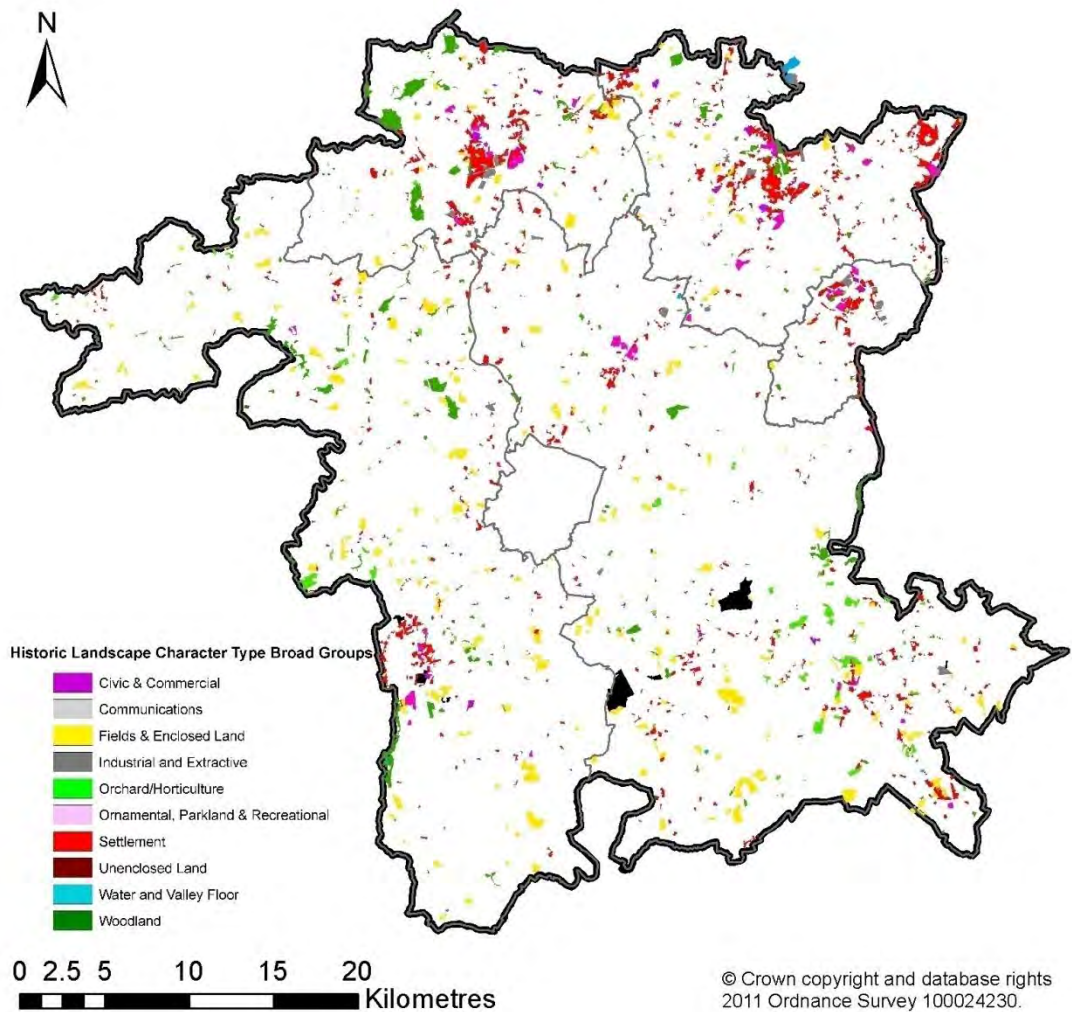 N
Historic Landscape Character Type Broad Groups
Civic & Commercial
Communications
Fields & Enclosed Land
Industrial and Extractive
Orchard/Horticulture
Ornamental, Parkland & Recreational
Settlement
Unenclosed Land
Water and Valley Floor
Woodland
0 2.5 5 10 15 20
Kilometres
© Crown copyright and database rights
2011 Ordnance Survey 100024230.